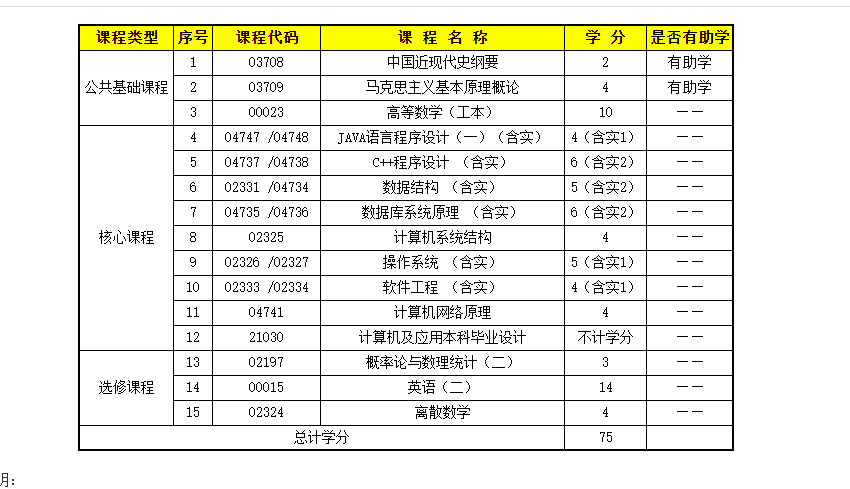 课程类型 序号 课程代码 课 程 名 称 学 分 是否有助学
公共基础课程
1 03708 中国近现代史纲要 2 有助学
2 03709 马克思主义基本原理概论 4 有助学
3 00023 高等数学（工本） 10 ——
核心课程
4 04747 /04748 JAVA语言程序设计（一）（含实） 4（含实1） ——
5 04737 /04738 C++程序设计 （含实） 6（含实2） ——
6 02331 /04734 数据结构 （含实） 5（含实2） ——
7 04735 /04736 数据库系统原理 （含实） 6（含实2） ——
8 02325 计算机系统结构 4 ——
9 02326 /02327 操作系统 （含实） 5（含实1） ——
10 02333 /02334 软件工程 （含实） 4（含实1） ——
11 04741 计算机网络原理 4 ——
12 21030 计算机及应用本科毕业设计 不计学分 ——
选修课程
13 02197 概率论与数理统计（二） 3 ——
14 00015 英语（二） 14 ——
15 02324 离散数学 4 ——
总计学分 75
明：